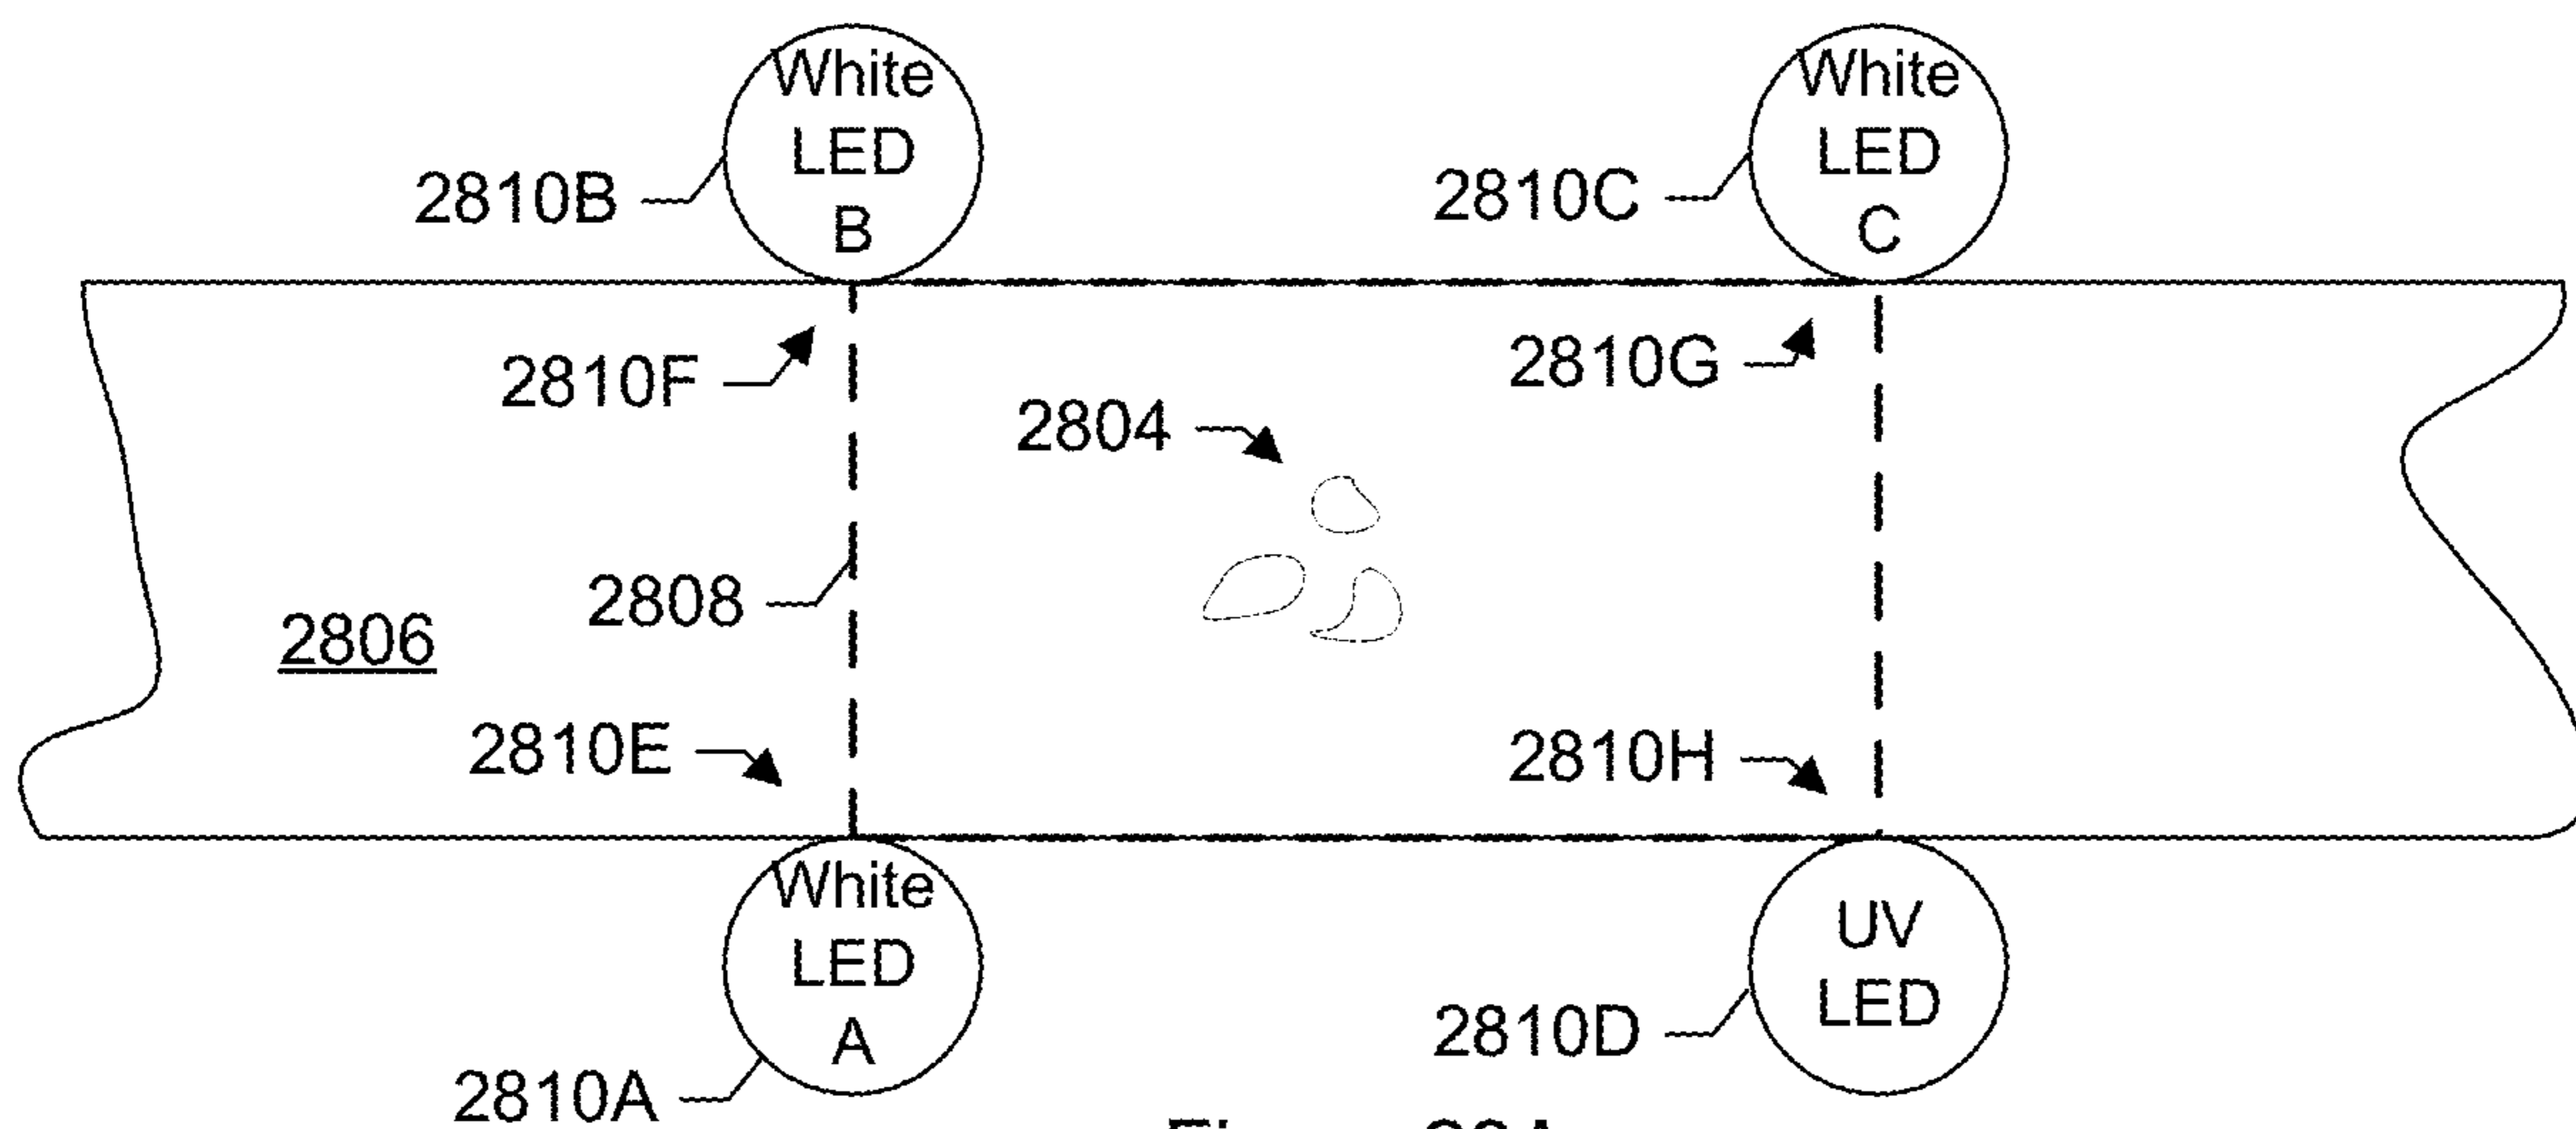 White
LED
B
White
LED
C
2810B
2810C
2810F
2810G
2804
2808
2806
2810E
2810H
White
LED
A
UV
LED
2810D
2810A